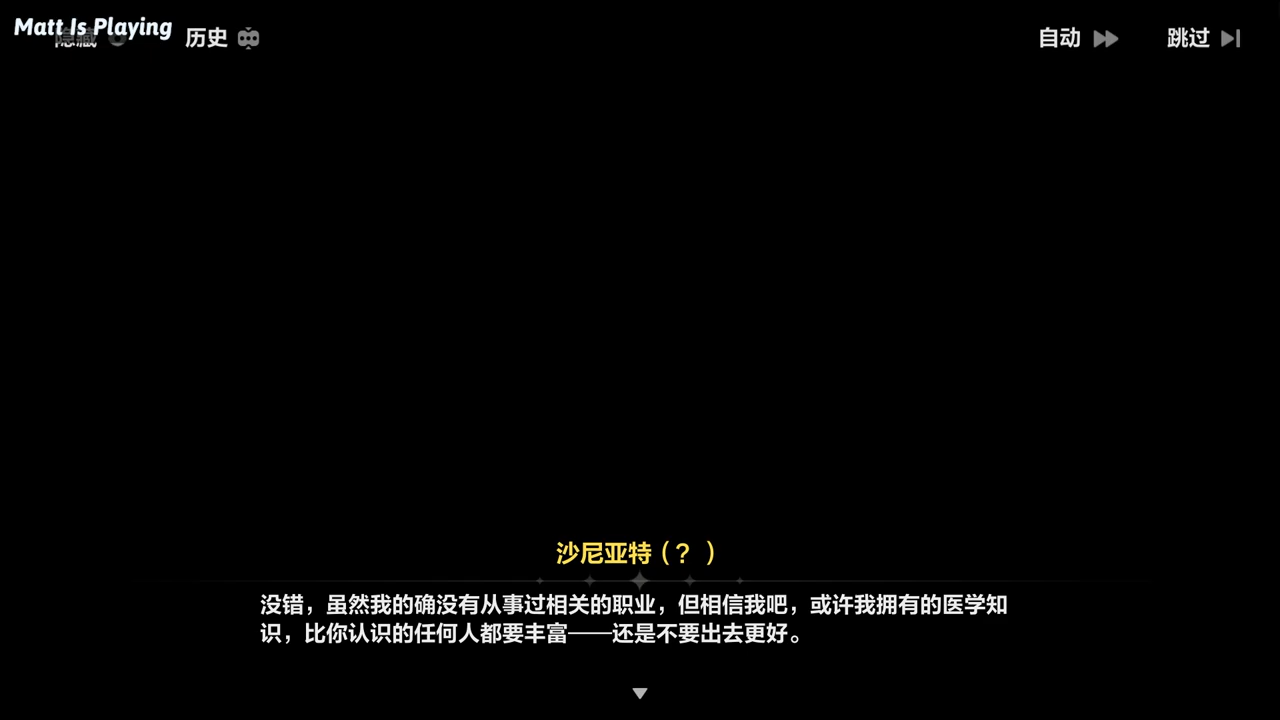 Matt Is Playing
隐藏
历史
自动
跳过
沙尼亚特（？）
没错，虽然我的确没有从事过相关的职业，但相信我吧，或许我拥有的医学知
识，比你认识的任何人都要丰富——还是不要出去更好。